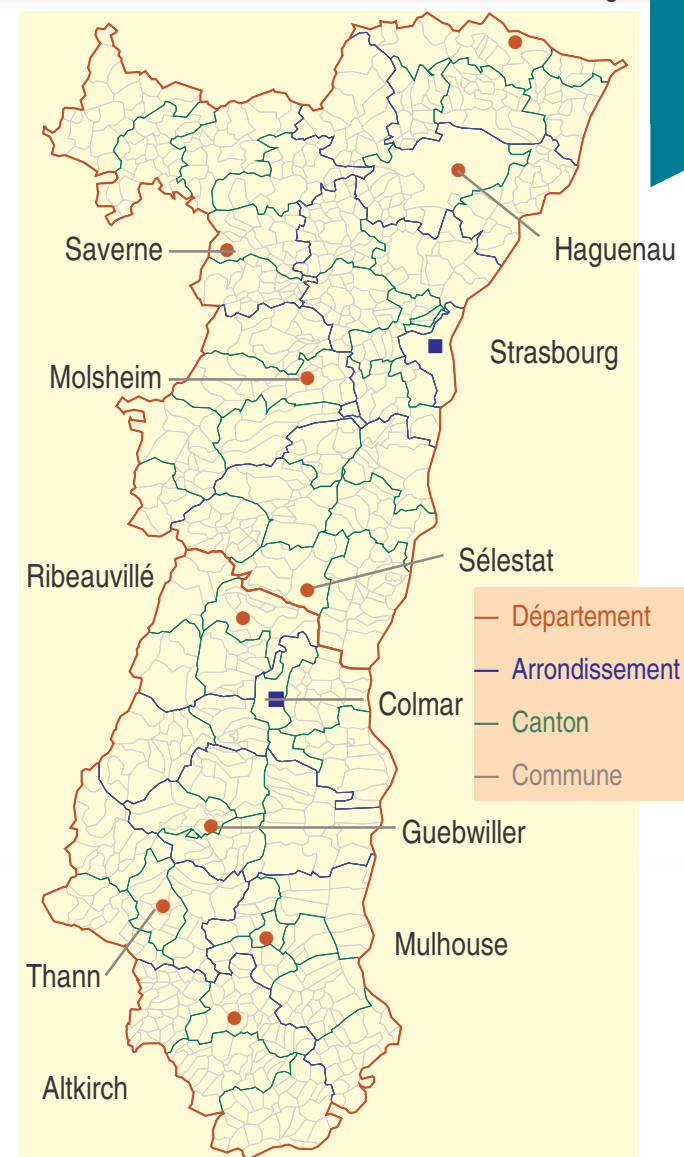 Saverne
Haguenau
Strasbourg
Molsheim
Sélestat
Ribeauvillé
Département
Arrondissement
Colmar
Canton
Commune
Guebwiller
Mulhouse
Thann
Altkirch